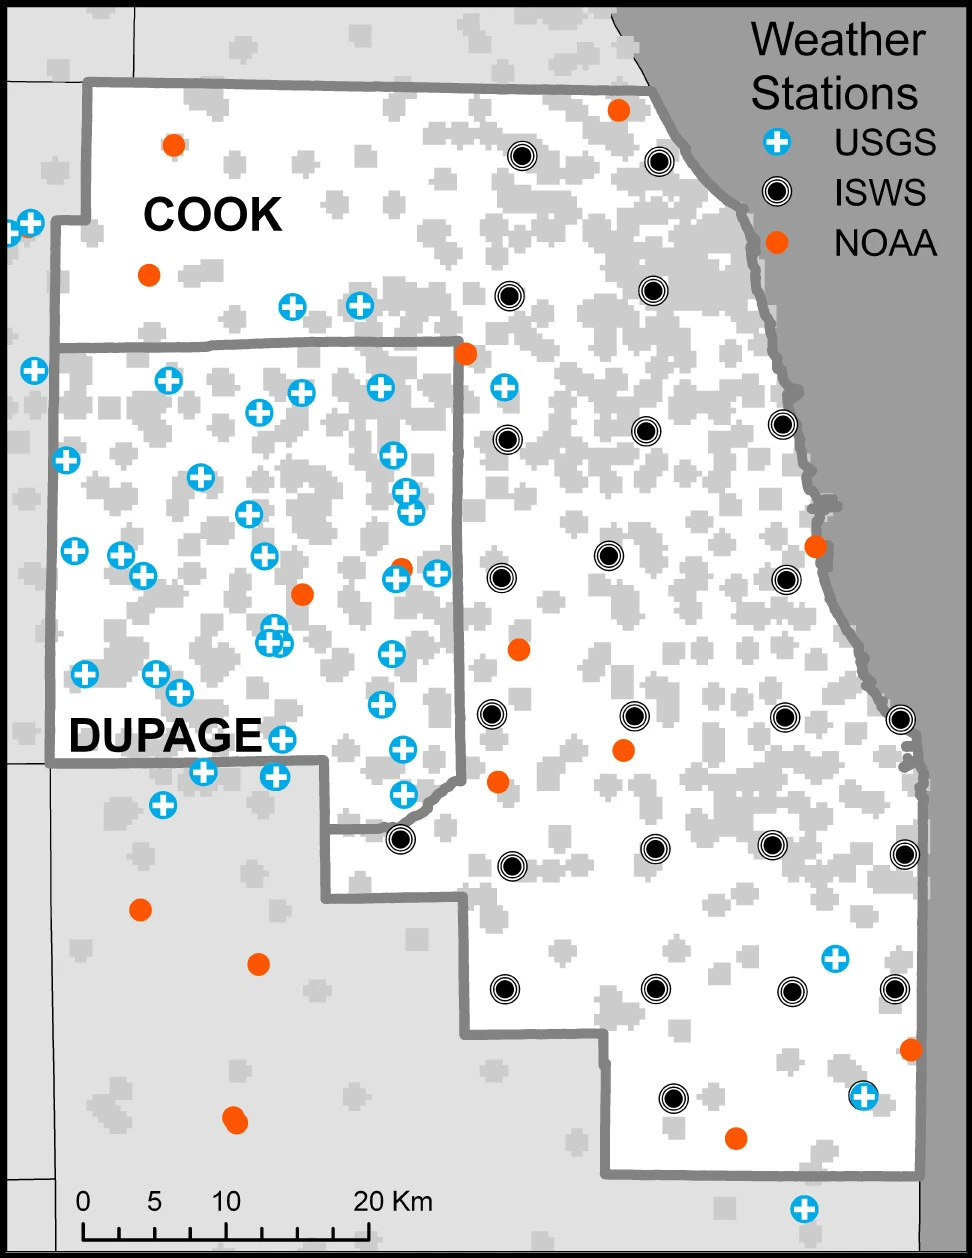 Weather
Stations
USGS
ISWS
NOAA
COOK
DUPAGE
0 5 10 20 Km